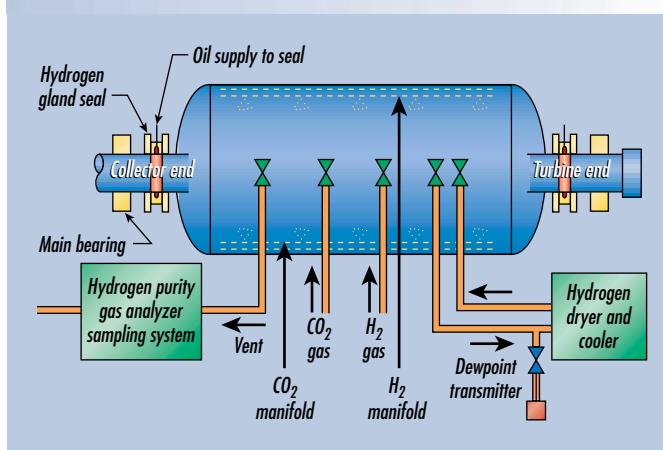 Oil supply to seal
Hydrogen
gland seal
Collector end
Turbine end
Main bearing
Hydrogen purity
gas analyzer
sampling system
Vent
CO2
gas
H2
gas
Hydrogen
dryer and
cooler
Dewpoint
transmitter
CO2
manifold
H2
manifold